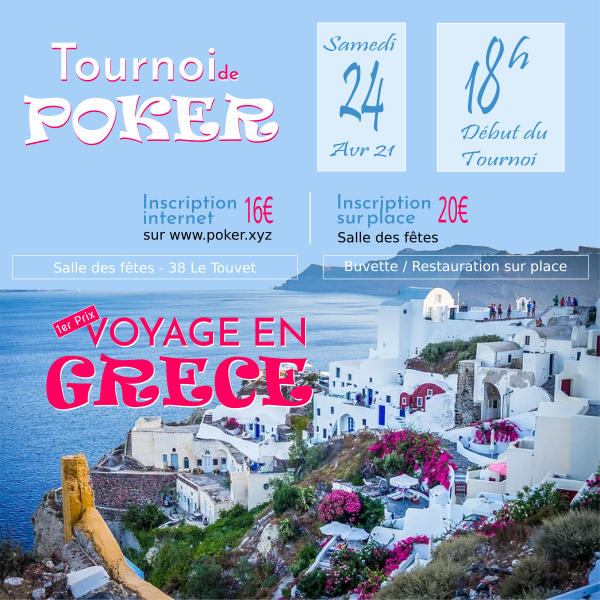 Tournoi de
POKER
Samedi
24
Avr 21
18h
Début du
Tournoi
Inscription
internet 16€
sur www.poker.xyz
Inscription
sur place 20€
Salle des fêtes
Salle des fêtes - 38 Le Touvet
Buvette / Restauration sur place
1er Prix
VOYAGE EN
GRECE